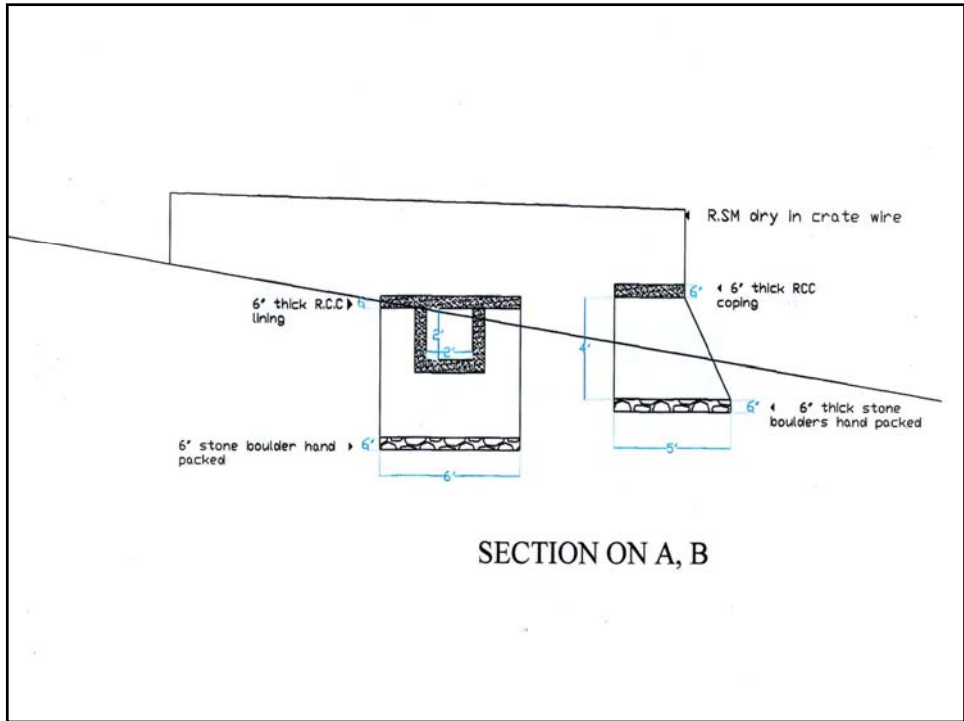 R.SM dry in crate wire
6" thick R.C.C
lining
6"
6"
6" thick RCC
coping
2'
2'
4'
6"
6" thick stone
boulders hand packed
6" stone boulder hand
packed
6"
6'
5'
SECTION ON A, B